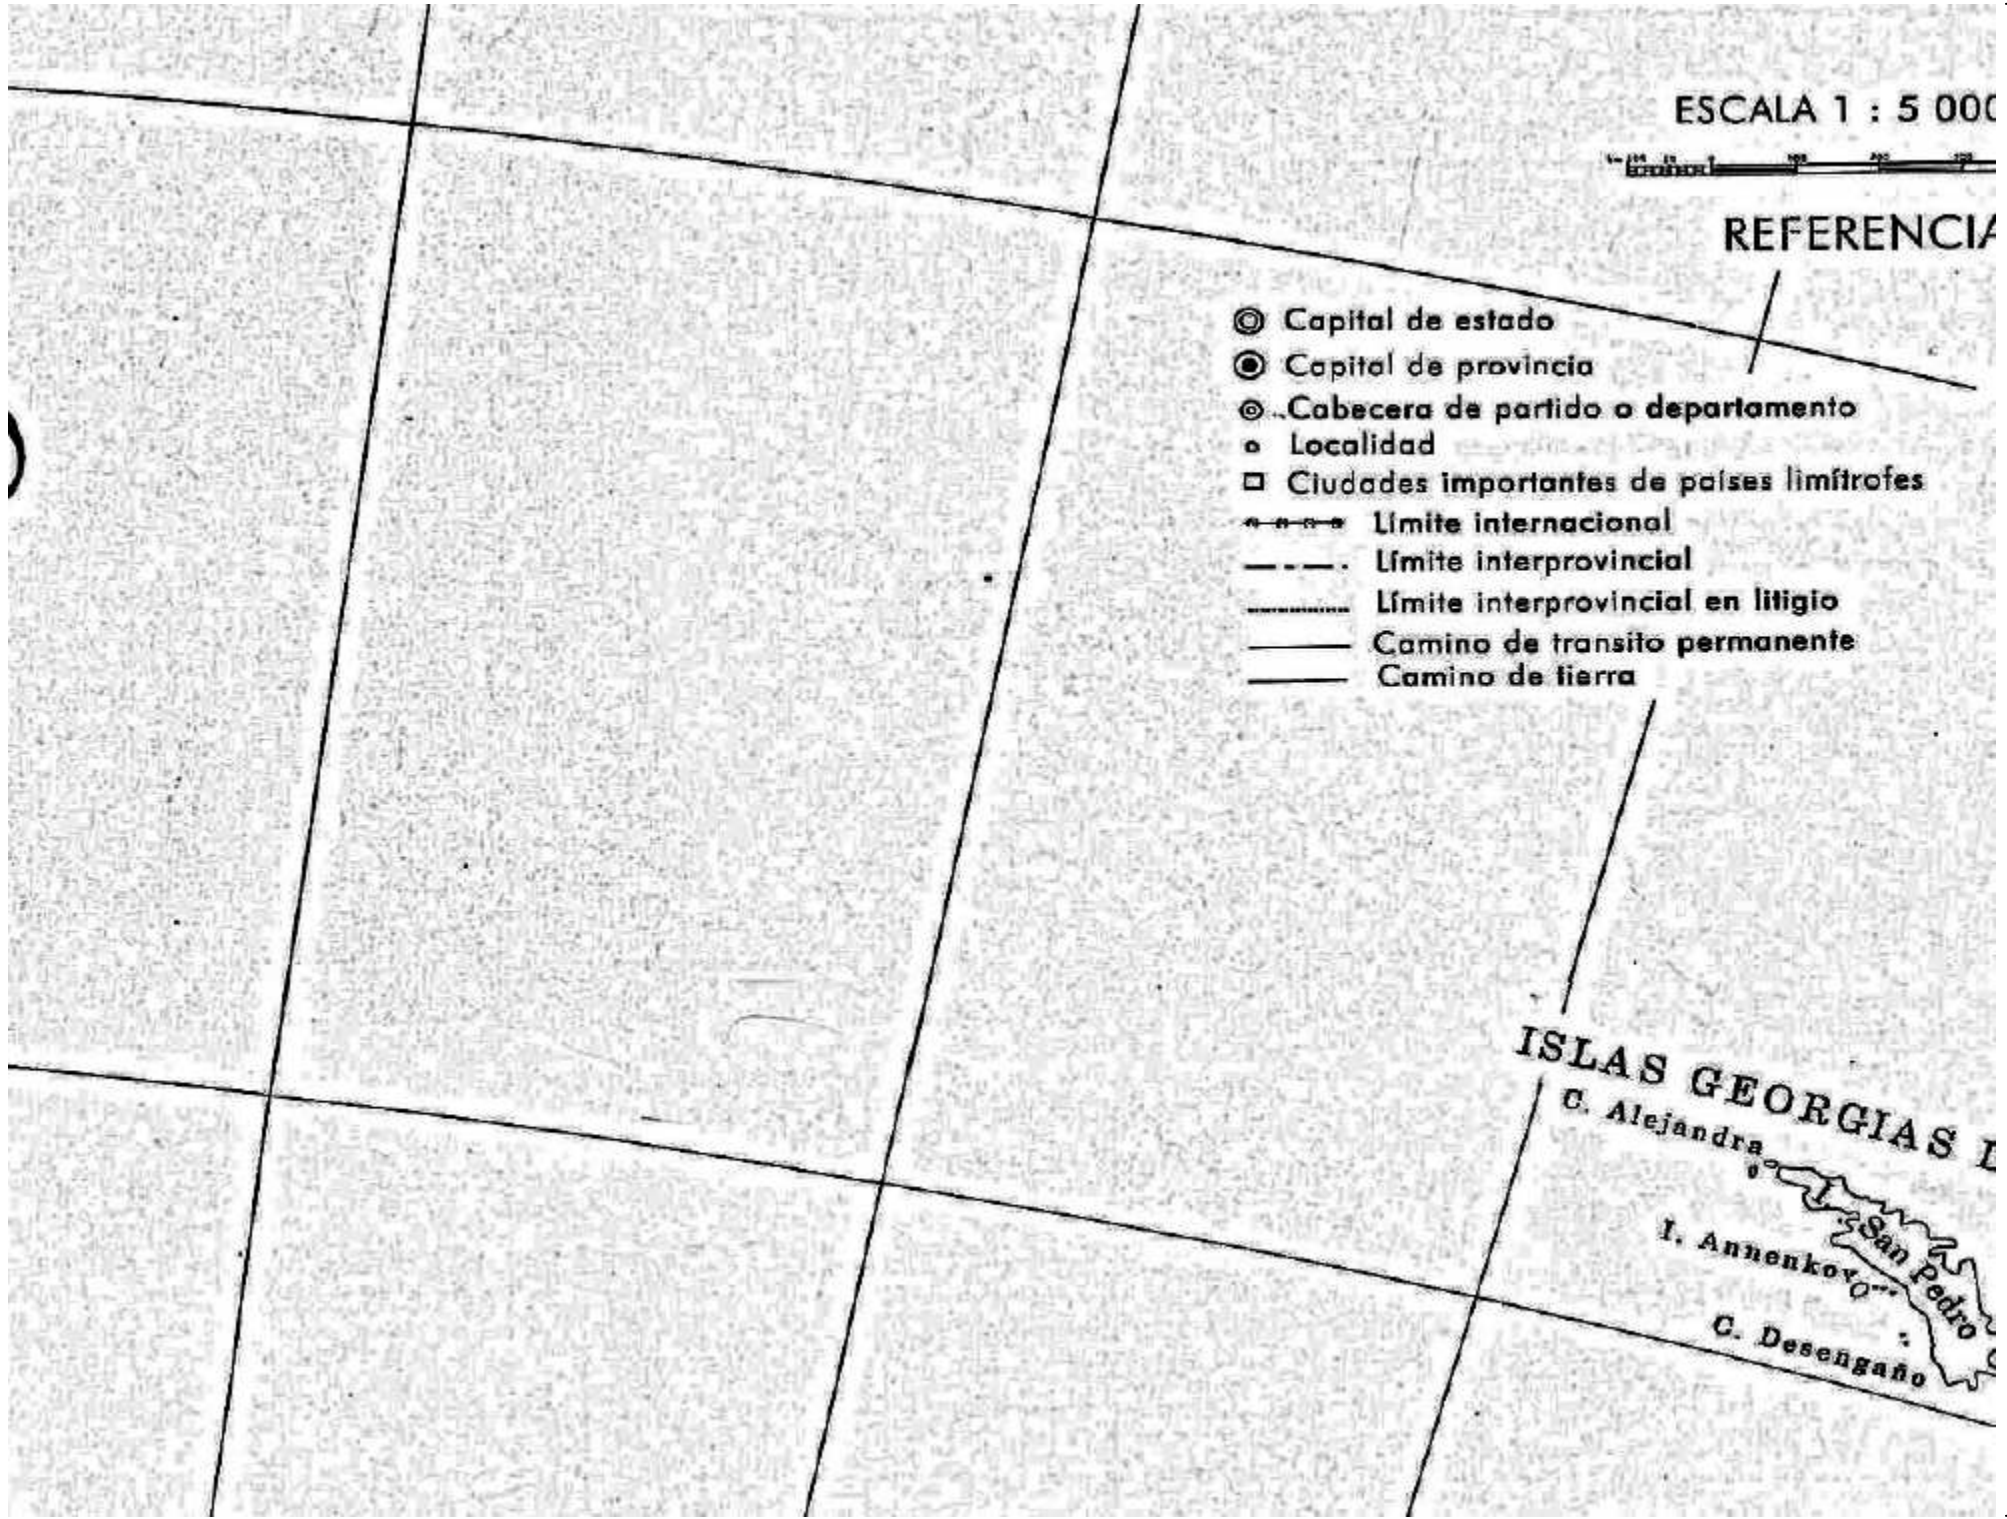 ESCALA 1 : 5 000
REFERENCIA
Capital de estado
Capital de provincia
Cabecera de partido o departamento
Localidad
Ciudades importantes de países limítrofes
Límite internacional
Límite interprovincial
Límite interprovincial en litigio
Camino de transito permanente
Camino de tierra
ISLAS GEORGIAS D
C. Alejandra
I. San Pedro
I. Annenkov
C. Desengaño